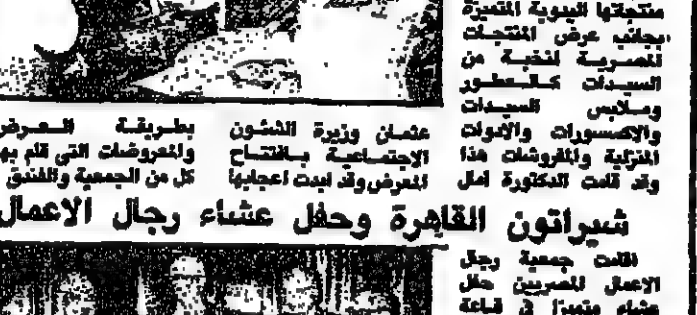 منتجاتها اليدوية المتميزة
بجانب عرض المنتجات
المصرية لنخبة من
السيدات كالعطور
وملابس السيدات
والاكسسورات والادوات
المنزلية والمفروشات هذا
وقد قامت الدكتورة امال
عثمان وزيرة الشئون
الاجتماعية بافتتاح
المعرض وقد ابدت اعجابها
بطريقة العرض
والمعروضات التي قام بها
كل من الجمعية والفندق
شيراتون القاهرة وحفل عشاء رجال الاعمال
اقامت جمعية رجال
الاعمال المصريين حفل
عشاء متميزا في قاعة